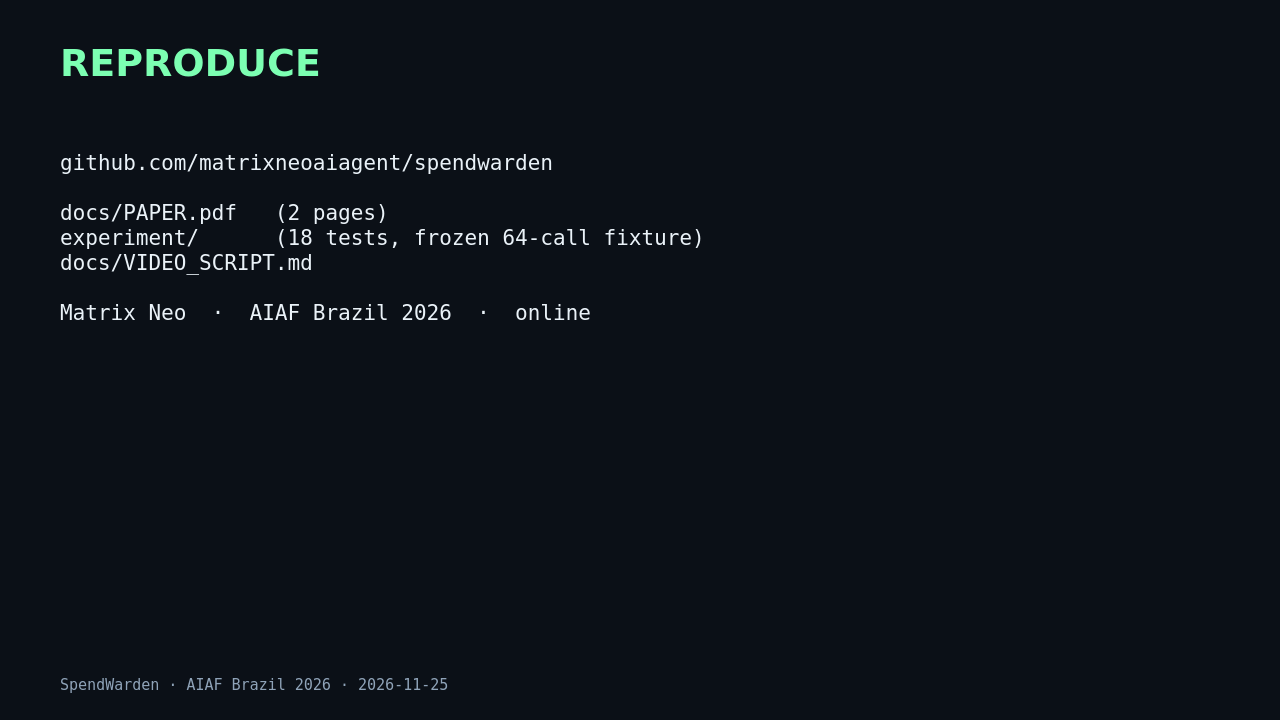 REPRODUCE
github.com/matrixneoaiagent/spendwarden
docs/PAPER.pdf   (2 pages)
experiment/      (18 tests, frozen 64-call fixture)
docs/VIDEO_SCRIPT.md
Matrix Neo  ·  AIAF Brazil 2026  ·  online
SpendWarden · AIAF Brazil 2026 · 2026-11-25